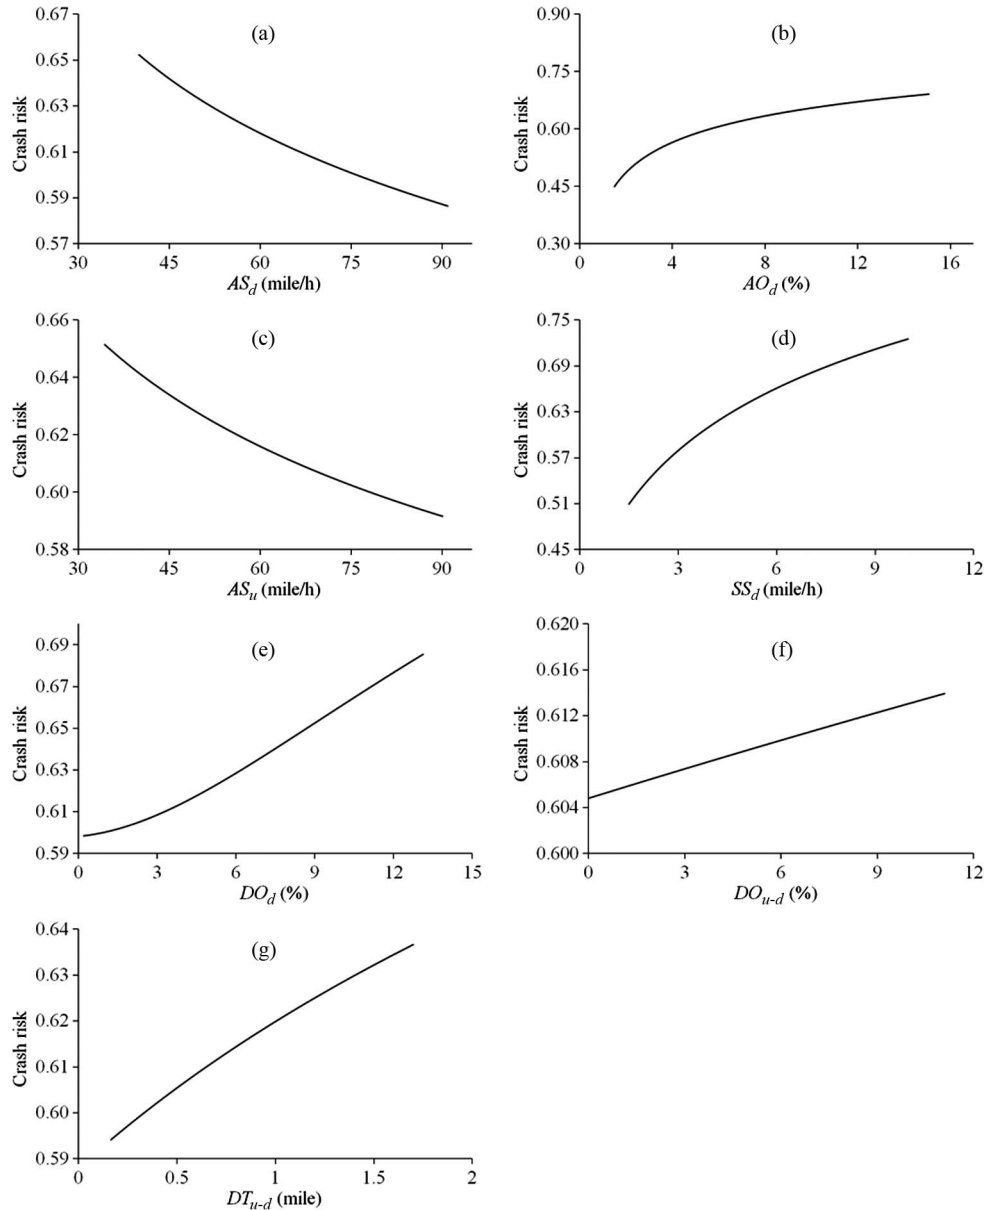 (a)
Crash risk
0.67
0.65
0.63
0.61
0.59
0.57
30 45 60 75 90
AS_d (mile/h)
(b)
Crash risk
0.90
0.75
0.60
0.45
0.30
0 4 8 12 16
AO_d (%)
(c)
Crash risk
0.66
0.64
0.62
0.60
0.58
30 45 60 75 90
AS_u (mile/h)
(d)
Crash risk
0.75
0.69
0.63
0.57
0.51
0.45
0 3 6 9 12
SS_d (mile/h)
(e)
Crash risk
0.69
0.67
0.65
0.63
0.61
0.59
0 3 6 9 12 15
DO_d (%)
(f)
Crash risk
0.620
0.616
0.612
0.608
0.604
0.600
0 3 6 9 12
DO_u-d (%)
(g)
Crash risk
0.64
0.63
0.62
0.61
0.60
0.59
0 0.5 1 1.5 2
DT_u-d (mile)